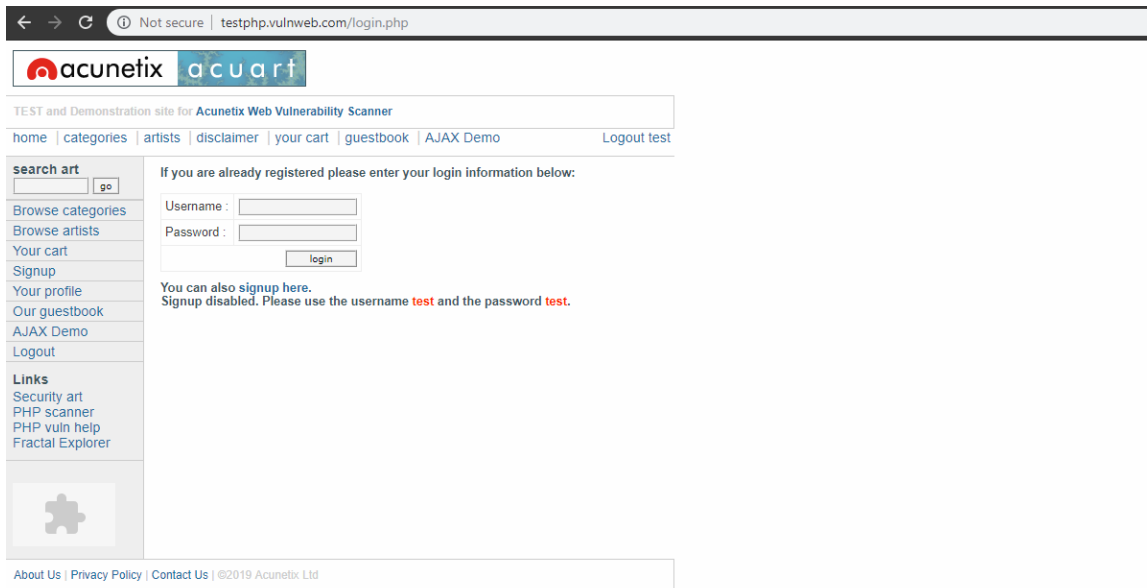 Not secure | testphp.vulnweb.com/login.php
acunetix acuart
TEST and Demonstration site for Acunetix Web Vulnerability Scanner
home | categories | artists | disclaimer | your cart | guestbook | AJAX Demo Logout test
search art
go
Browse categories
Browse artists
Your cart
Signup
Your profile
Our guestbook
AJAX Demo
Logout
Links
Security art
PHP scanner
PHP vuln help
Fractal Explorer
If you are already registered please enter your login information below:
Username :
Password :
login
You can also signup here.
Signup disabled. Please use the username test and the password test.
About Us | Privacy Policy | Contact Us | ©2019 Acunetix Ltd